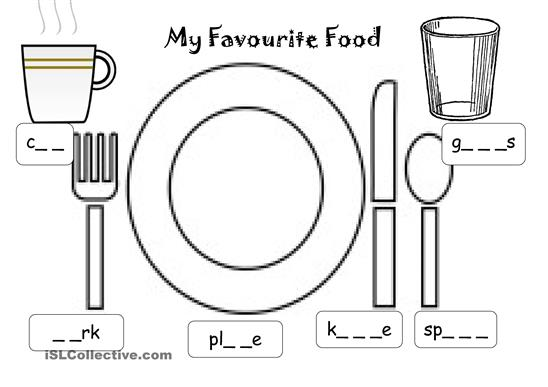 My Favourite Food
c_ _
g_ _ _s
_ _rk
pl_ _e
k_ _ _e
sp_ _ _
iSLCollective.com